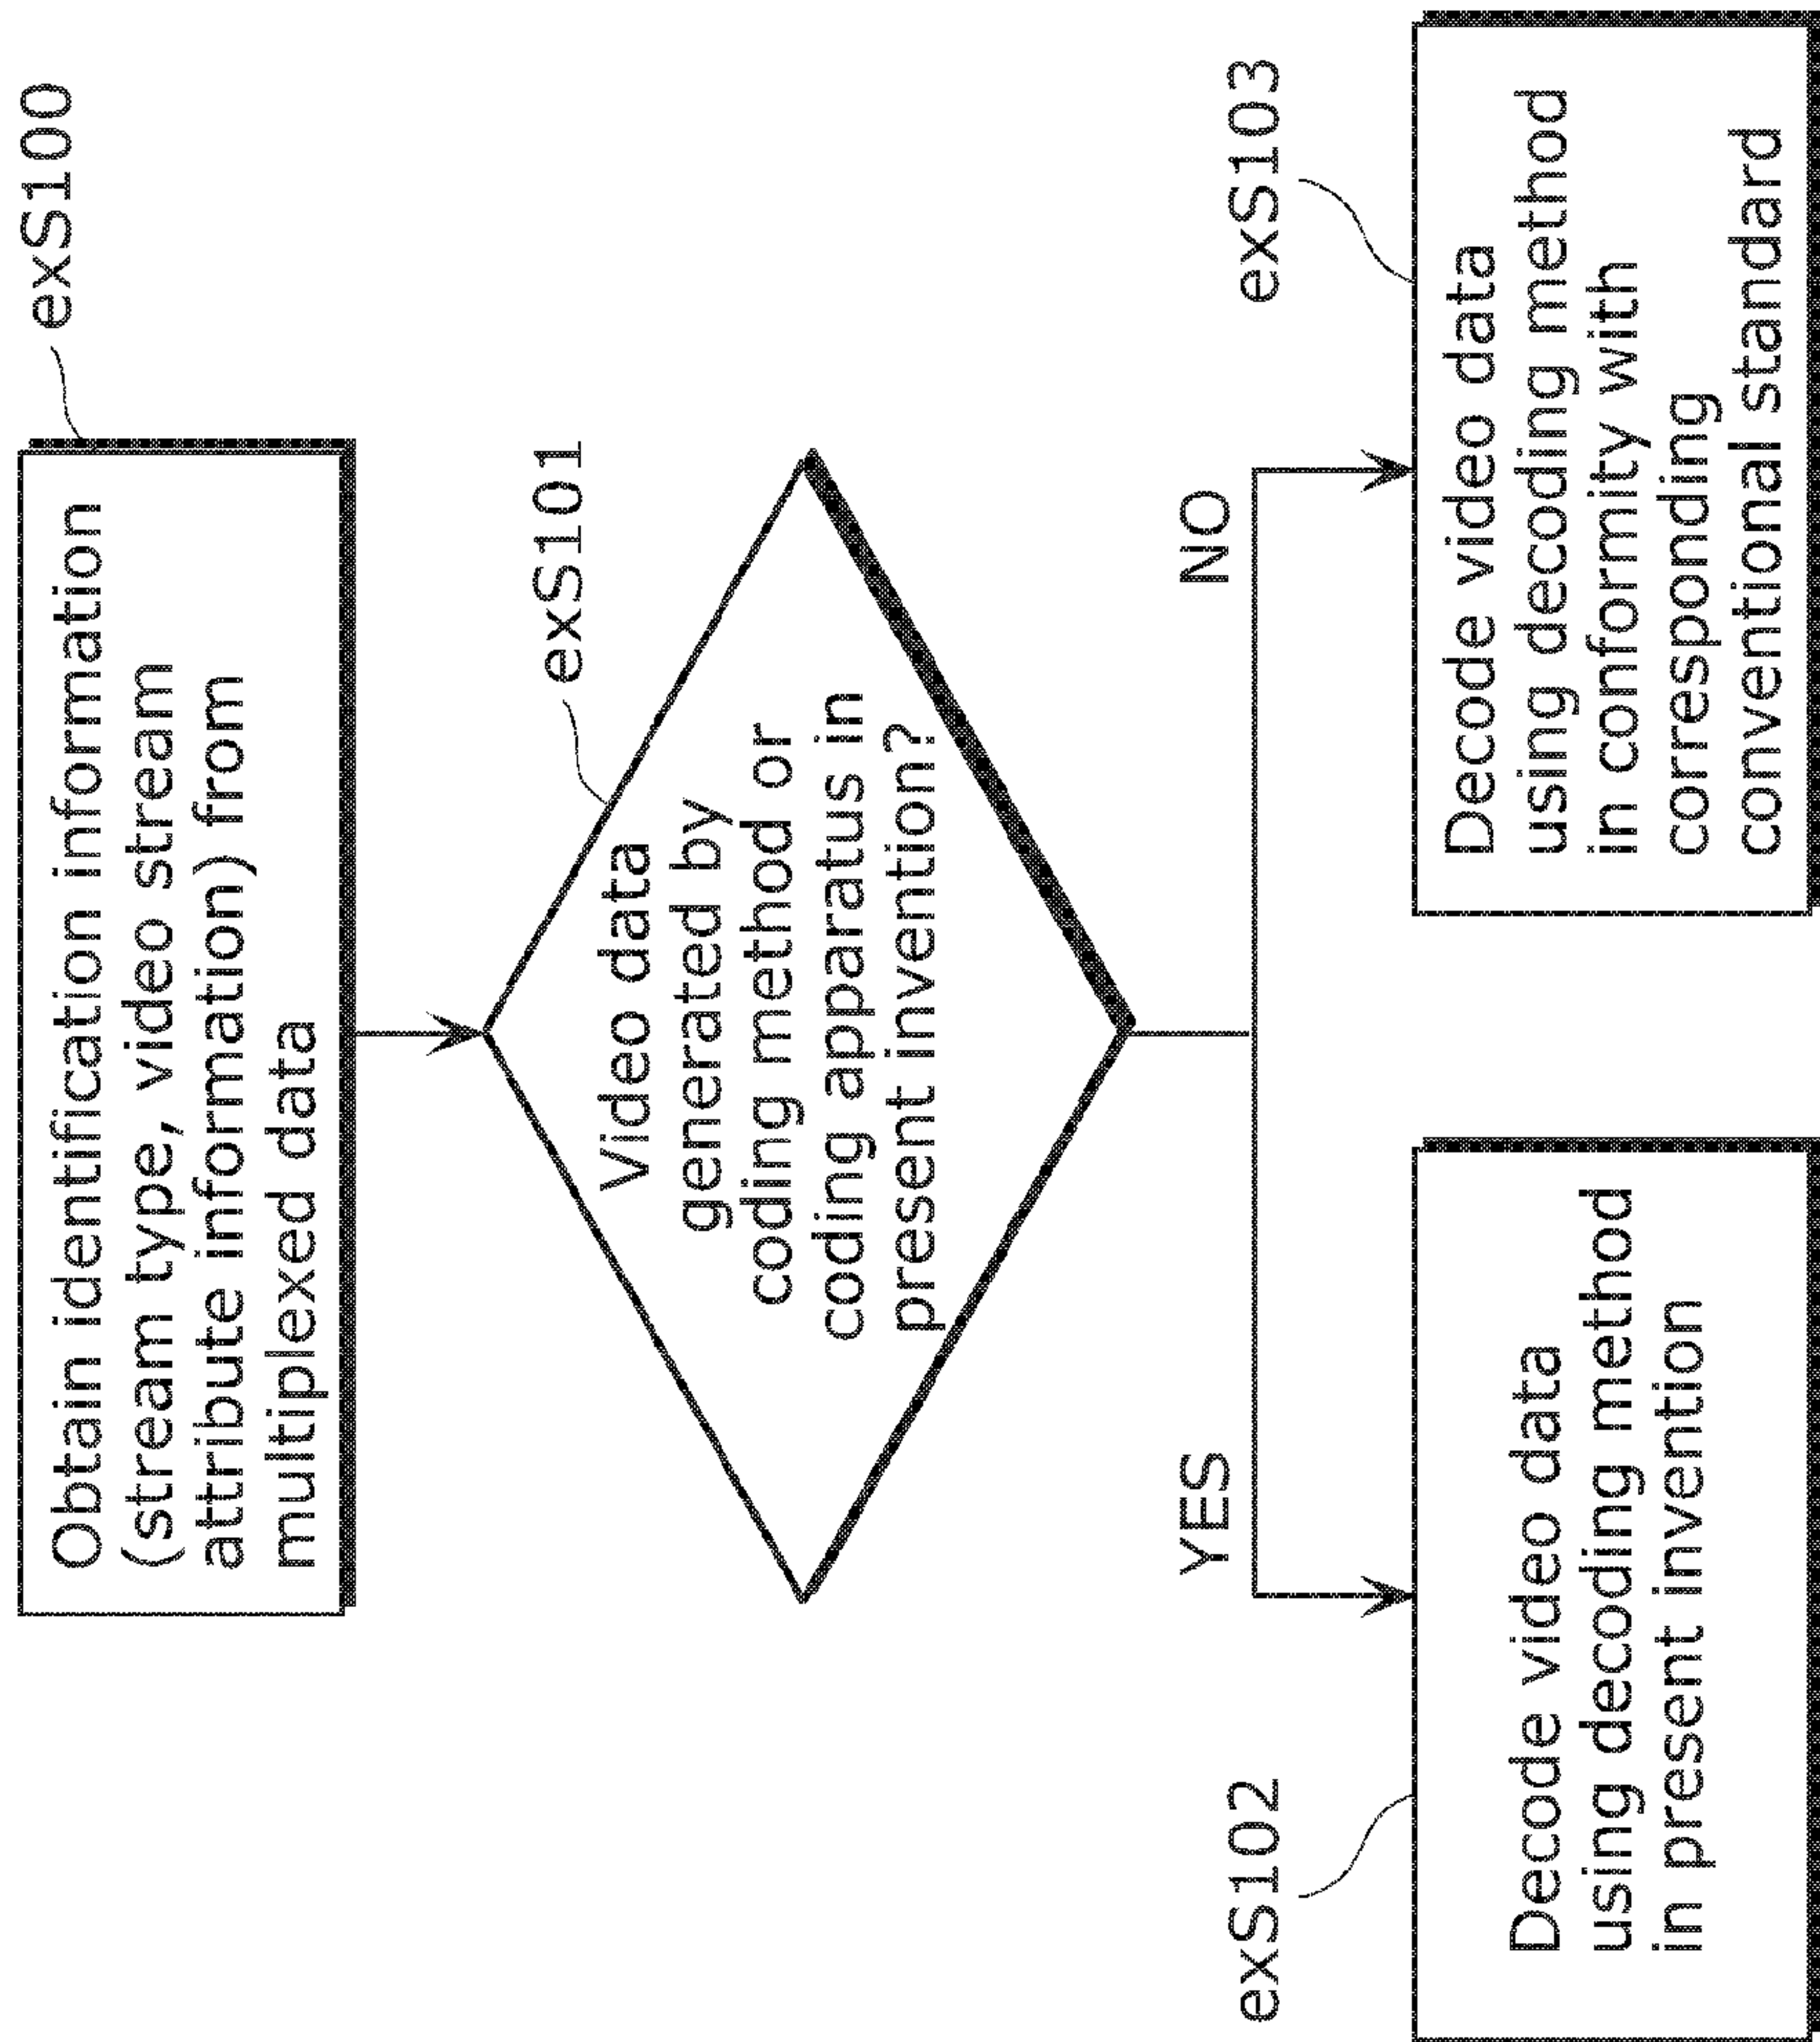 exS100
Obtain identification information
(stream type, video stream
attribute information) from
multiplexed data
exS101
Video data
generated by
coding method or
coding apparatus in
present invention?
YES
NO
exS102
Decode video data
using decoding method
in present invention
exS103
Decode video data
using decoding method
in conformity with
corresponding
conventional standard